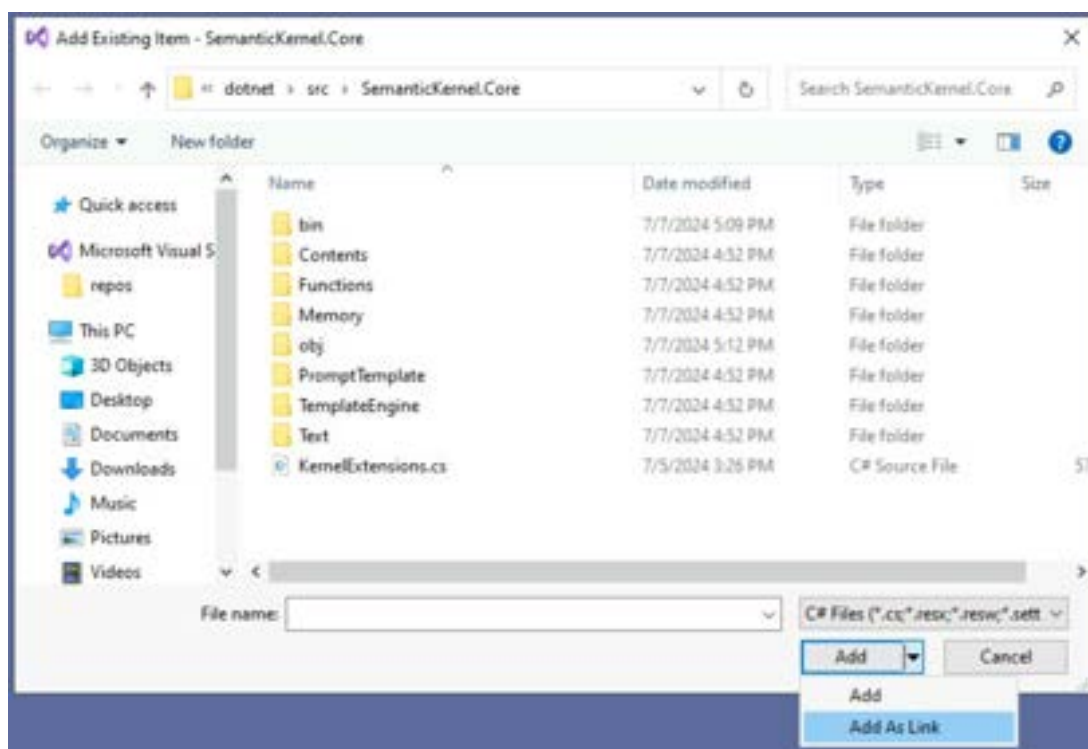 Add Existing Item - SemanticKernel.Core
« dotnet › src › SemanticKernel.Core
Search SemanticKernel.Core
Organize
New folder
Name Date modified Type Size
bin 7/7/2024 5:09 PM File folder
Contents 7/7/2024 4:52 PM File folder
Functions 7/7/2024 4:52 PM File folder
Memory 7/7/2024 4:52 PM File folder
obj 7/7/2024 5:12 PM File folder
PromptTemplate 7/7/2024 4:52 PM File folder
TemplateEngine 7/7/2024 4:52 PM File folder
Text 7/7/2024 4:52 PM File folder
KernelExtensions.cs 7/5/2024 3:26 PM C# Source File
Quick access
Microsoft Visual S
repos
This PC
3D Objects
Desktop
Documents
Downloads
Music
Pictures
Videos
File name:
C# Files (*.cs;*.resx;*.resw;*.sett
Add
Cancel
Add
Add As Link